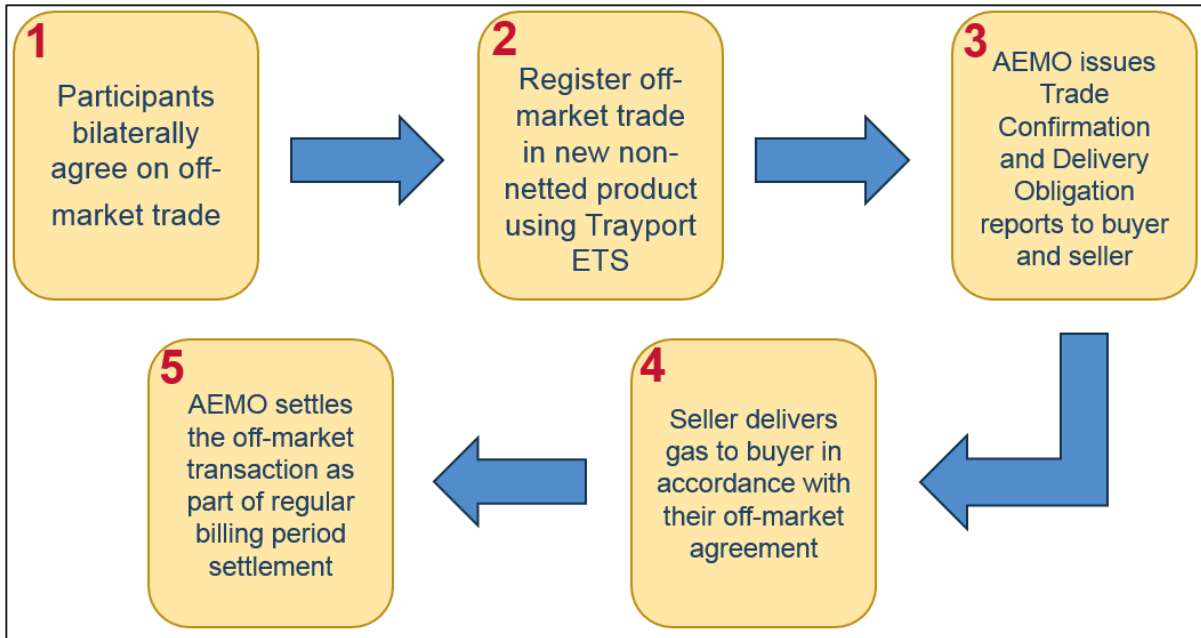 1
Participants
bilaterally
agree on off-
market trade
2
Register off-
market trade
in new non-
netted product
using Trayport
ETS
3
AEMO issues
Trade
Confirmation
and Delivery
Obligation
reports to buyer
and seller
4
Seller delivers
gas to buyer in
accordance with
their off-market
agreement
5
AEMO settles
the off-market
transaction as
part of regular
billing period
settlement